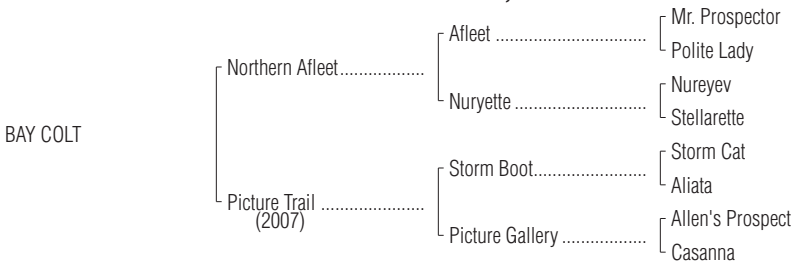 Mr. Prospector
Afleet ................................
Polite Lady
Northern Afleet..................
Nureyev
Nuryette ............................
Stellarette
BAY COLT
Storm Cat
Storm Boot........................
Aliata
Picture Trail ......................
(2007)
Allen's Prospect
Picture Gallery ..................
Casanna